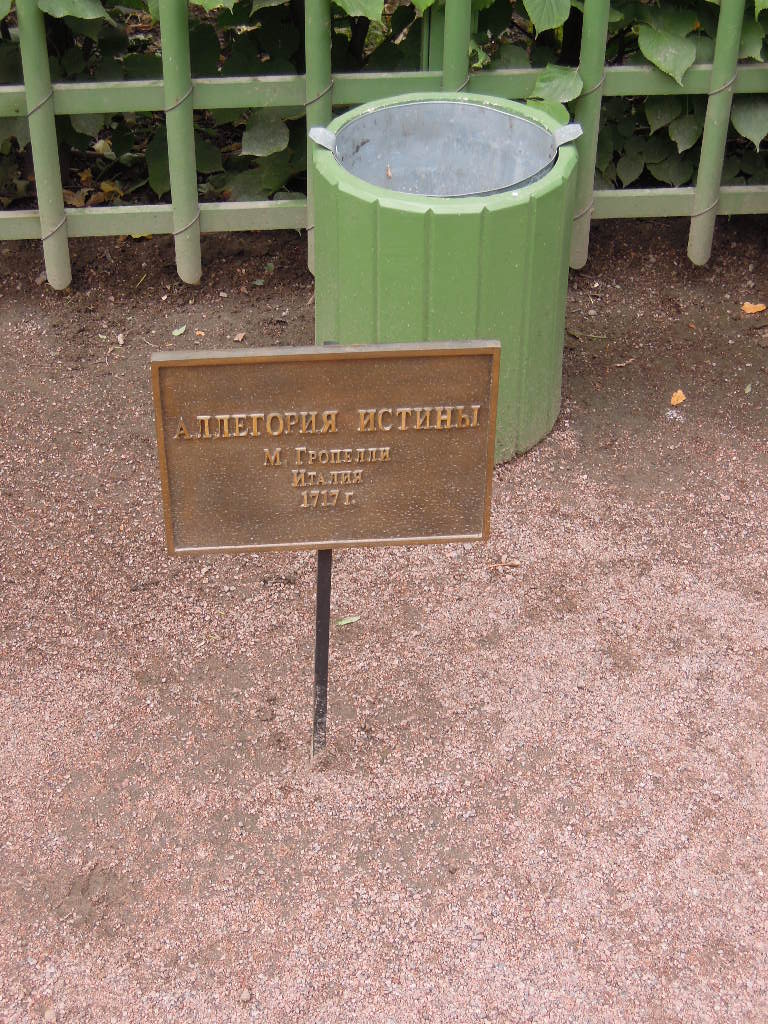 АЛЛЕГОРИЯ ИСТИНЫ
М ГРОПЕЛЛИ
ИТАЛИЯ
1717 г.